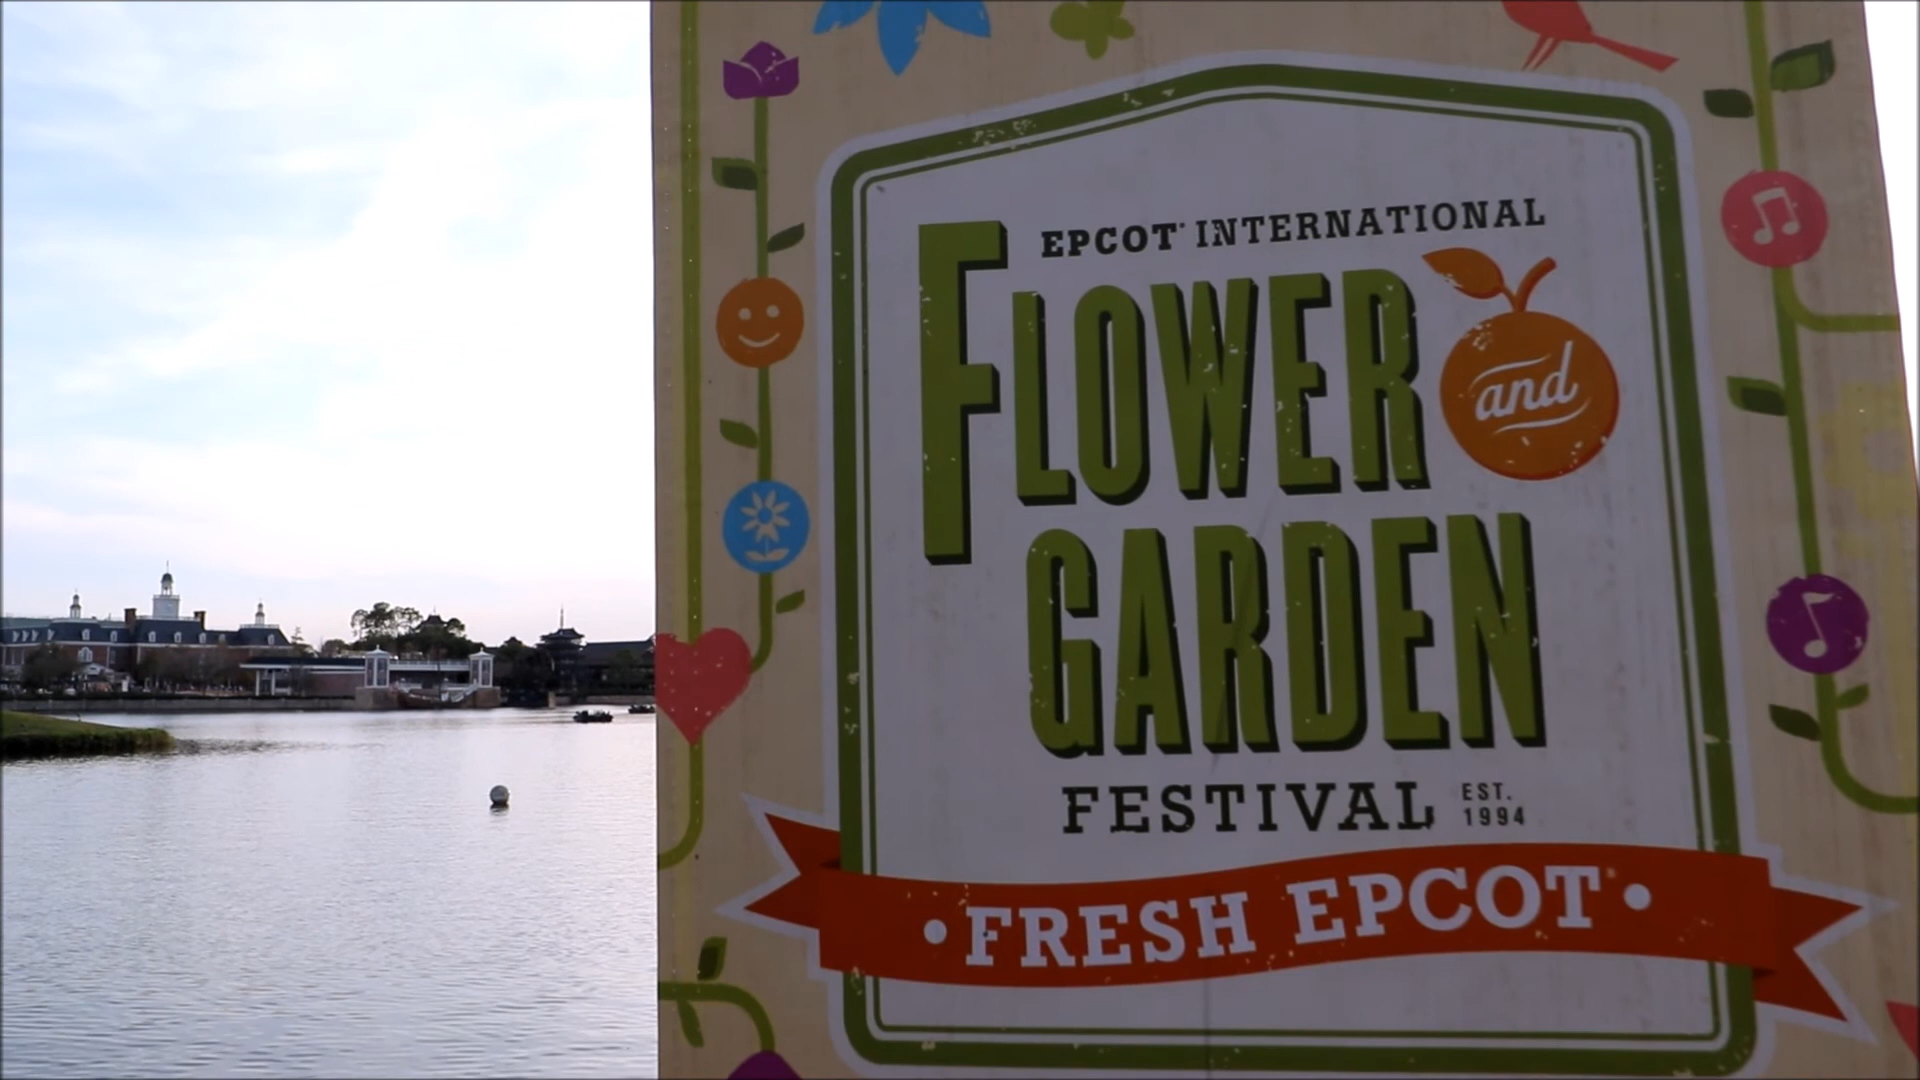 EPCOT INTERNATIONAL
FLOWER and
GARDEN
FESTIVAL EST. 1994
• FRESH EPCOT •